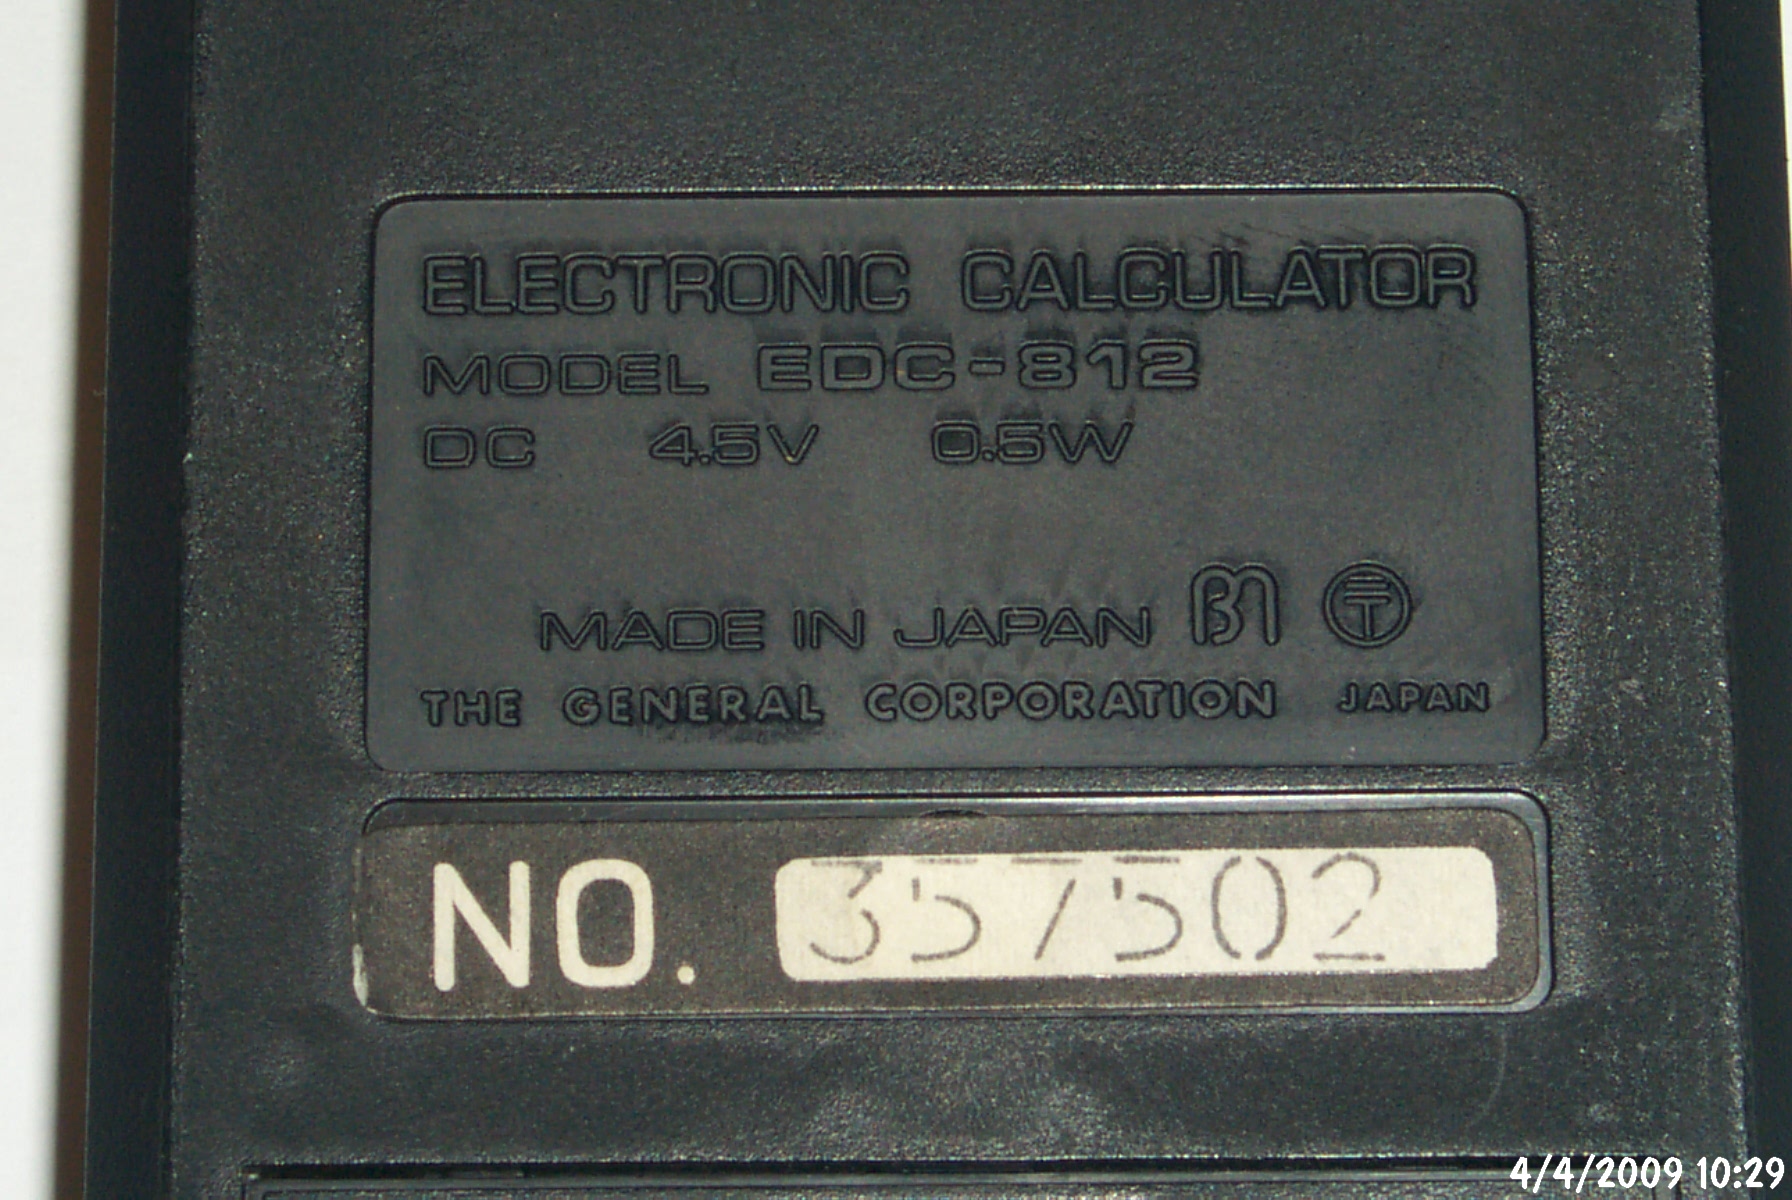 ELECTRONIC CALCULATOR
MODEL EDC-812
DC 4.5V 0.5W
MADE IN JAPAN
THE GENERAL CORPORATION JAPAN
NO. 357502
4/4/2009 10:29